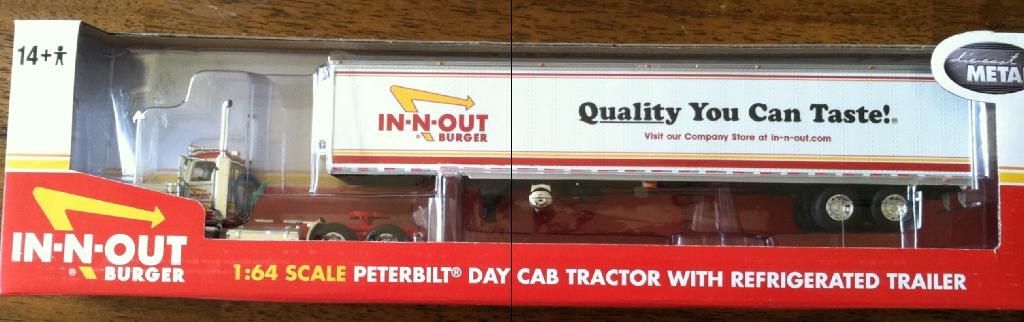 14+
diecast
METAL
IN-N-OUT
BURGER
Quality You Can Taste!®
Visit our Company Store at in-n-out.com
IN-N-OUT
® BURGER
1:64 SCALE PETERBILT® DAY CAB TRACTOR WITH REFRIGERATED TRAILER